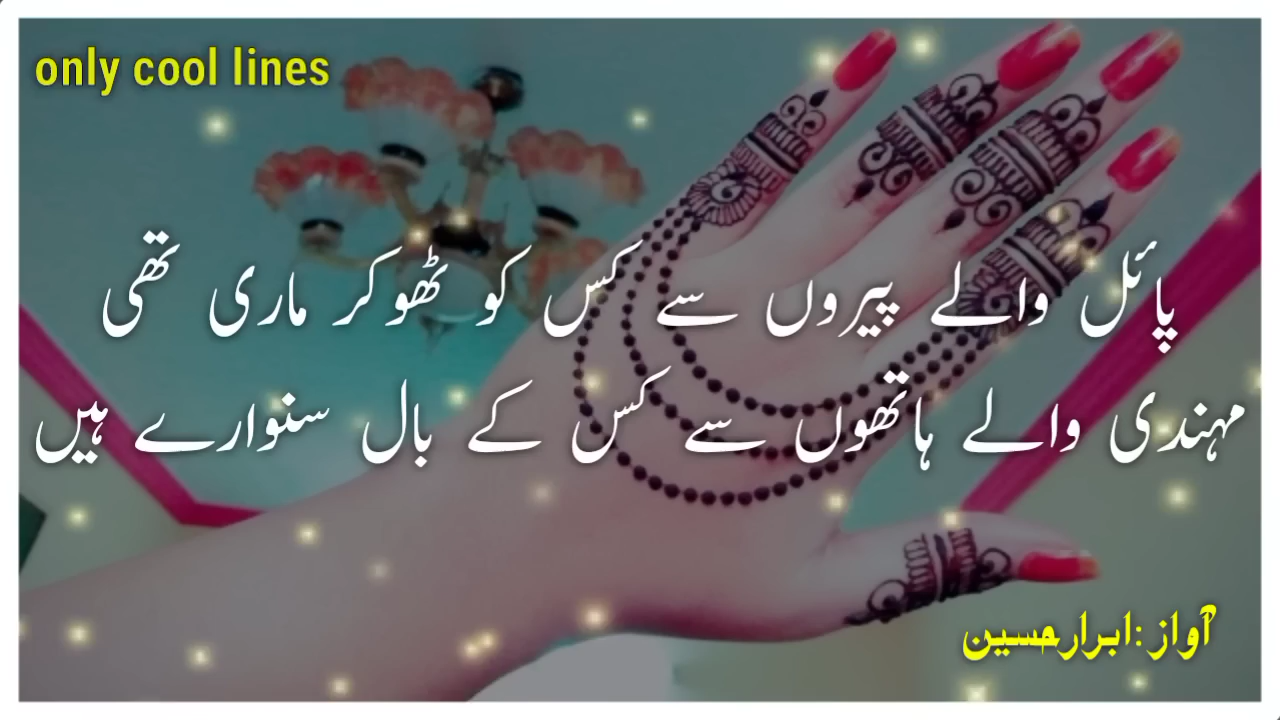 only cool lines
پائل والے پیروں سے کس کو ٹھوکر ماری تھی
مہندی والے ہاتھوں سے کس کے بال سنوارے ہیں
آواز:ابرارحسین